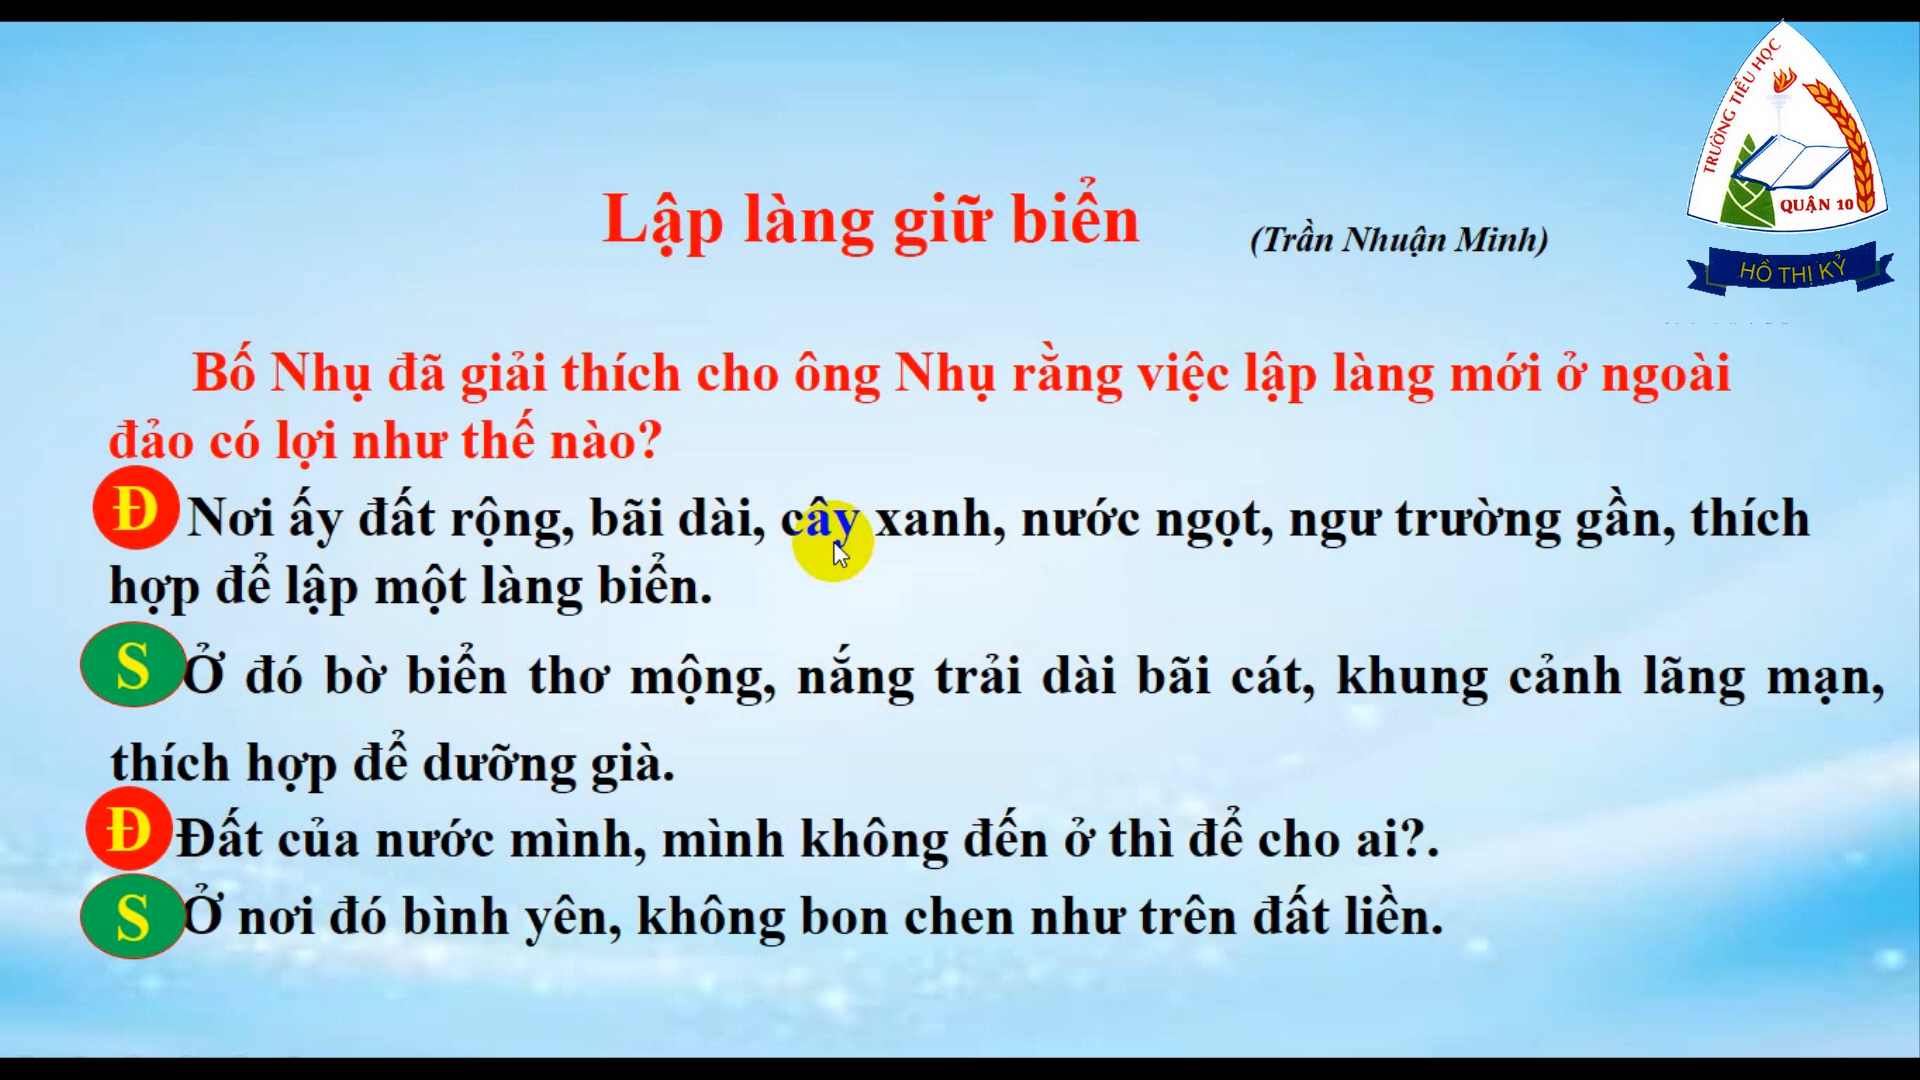 TRƯỜNG TIỂU HỌC
QUẬN 10
HỒ THỊ KỶ
Lập làng giữ biển
(Trần Nhuận Minh)
Bố Nhụ đã giải thích cho ông Nhụ rằng việc lập làng mới ở ngoài
đảo có lợi như thế nào?
Đ Nơi ấy đất rộng, bãi dài, cây xanh, nước ngọt, ngư trường gần, thích
hợp để lập một làng biển.
S Ở đó bờ biển thơ mộng, nắng trải dài bãi cát, khung cảnh lãng mạn,
thích hợp để dưỡng già.
Đ Đất của nước mình, mình không đến ở thì để cho ai?.
S Ở nơi đó bình yên, không bon chen như trên đất liền.